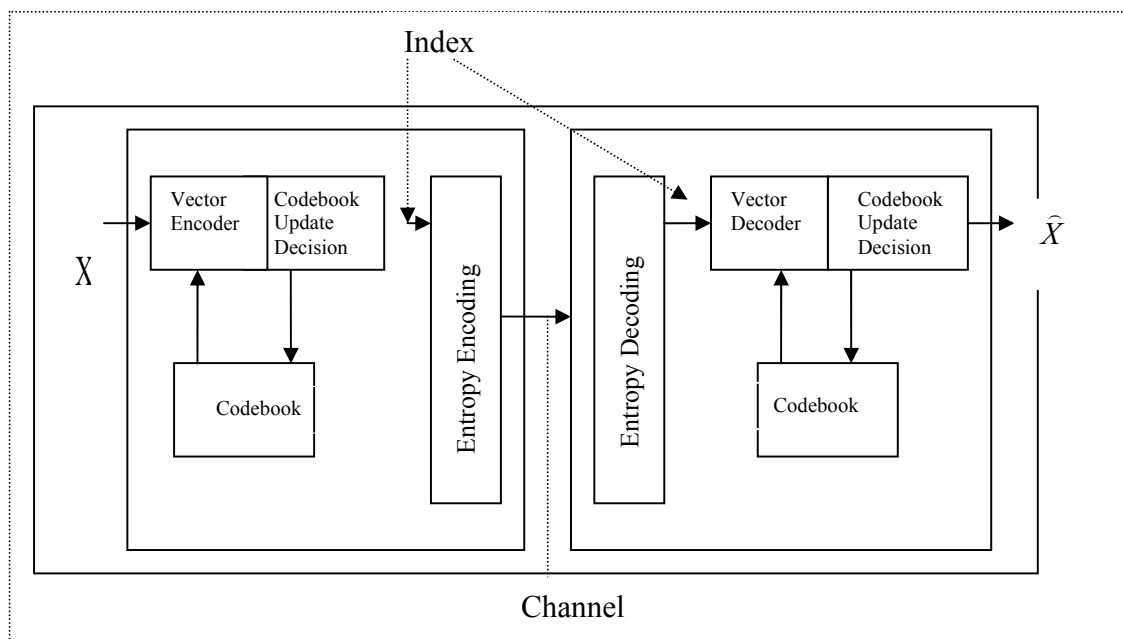 Index
Vector
Encoder
Codebook
Update
Decision
Vector
Decoder
Codebook
Update
Decision
X
X̂
Entropy Encoding
Entropy Decoding
Codebook
Codebook
Channel